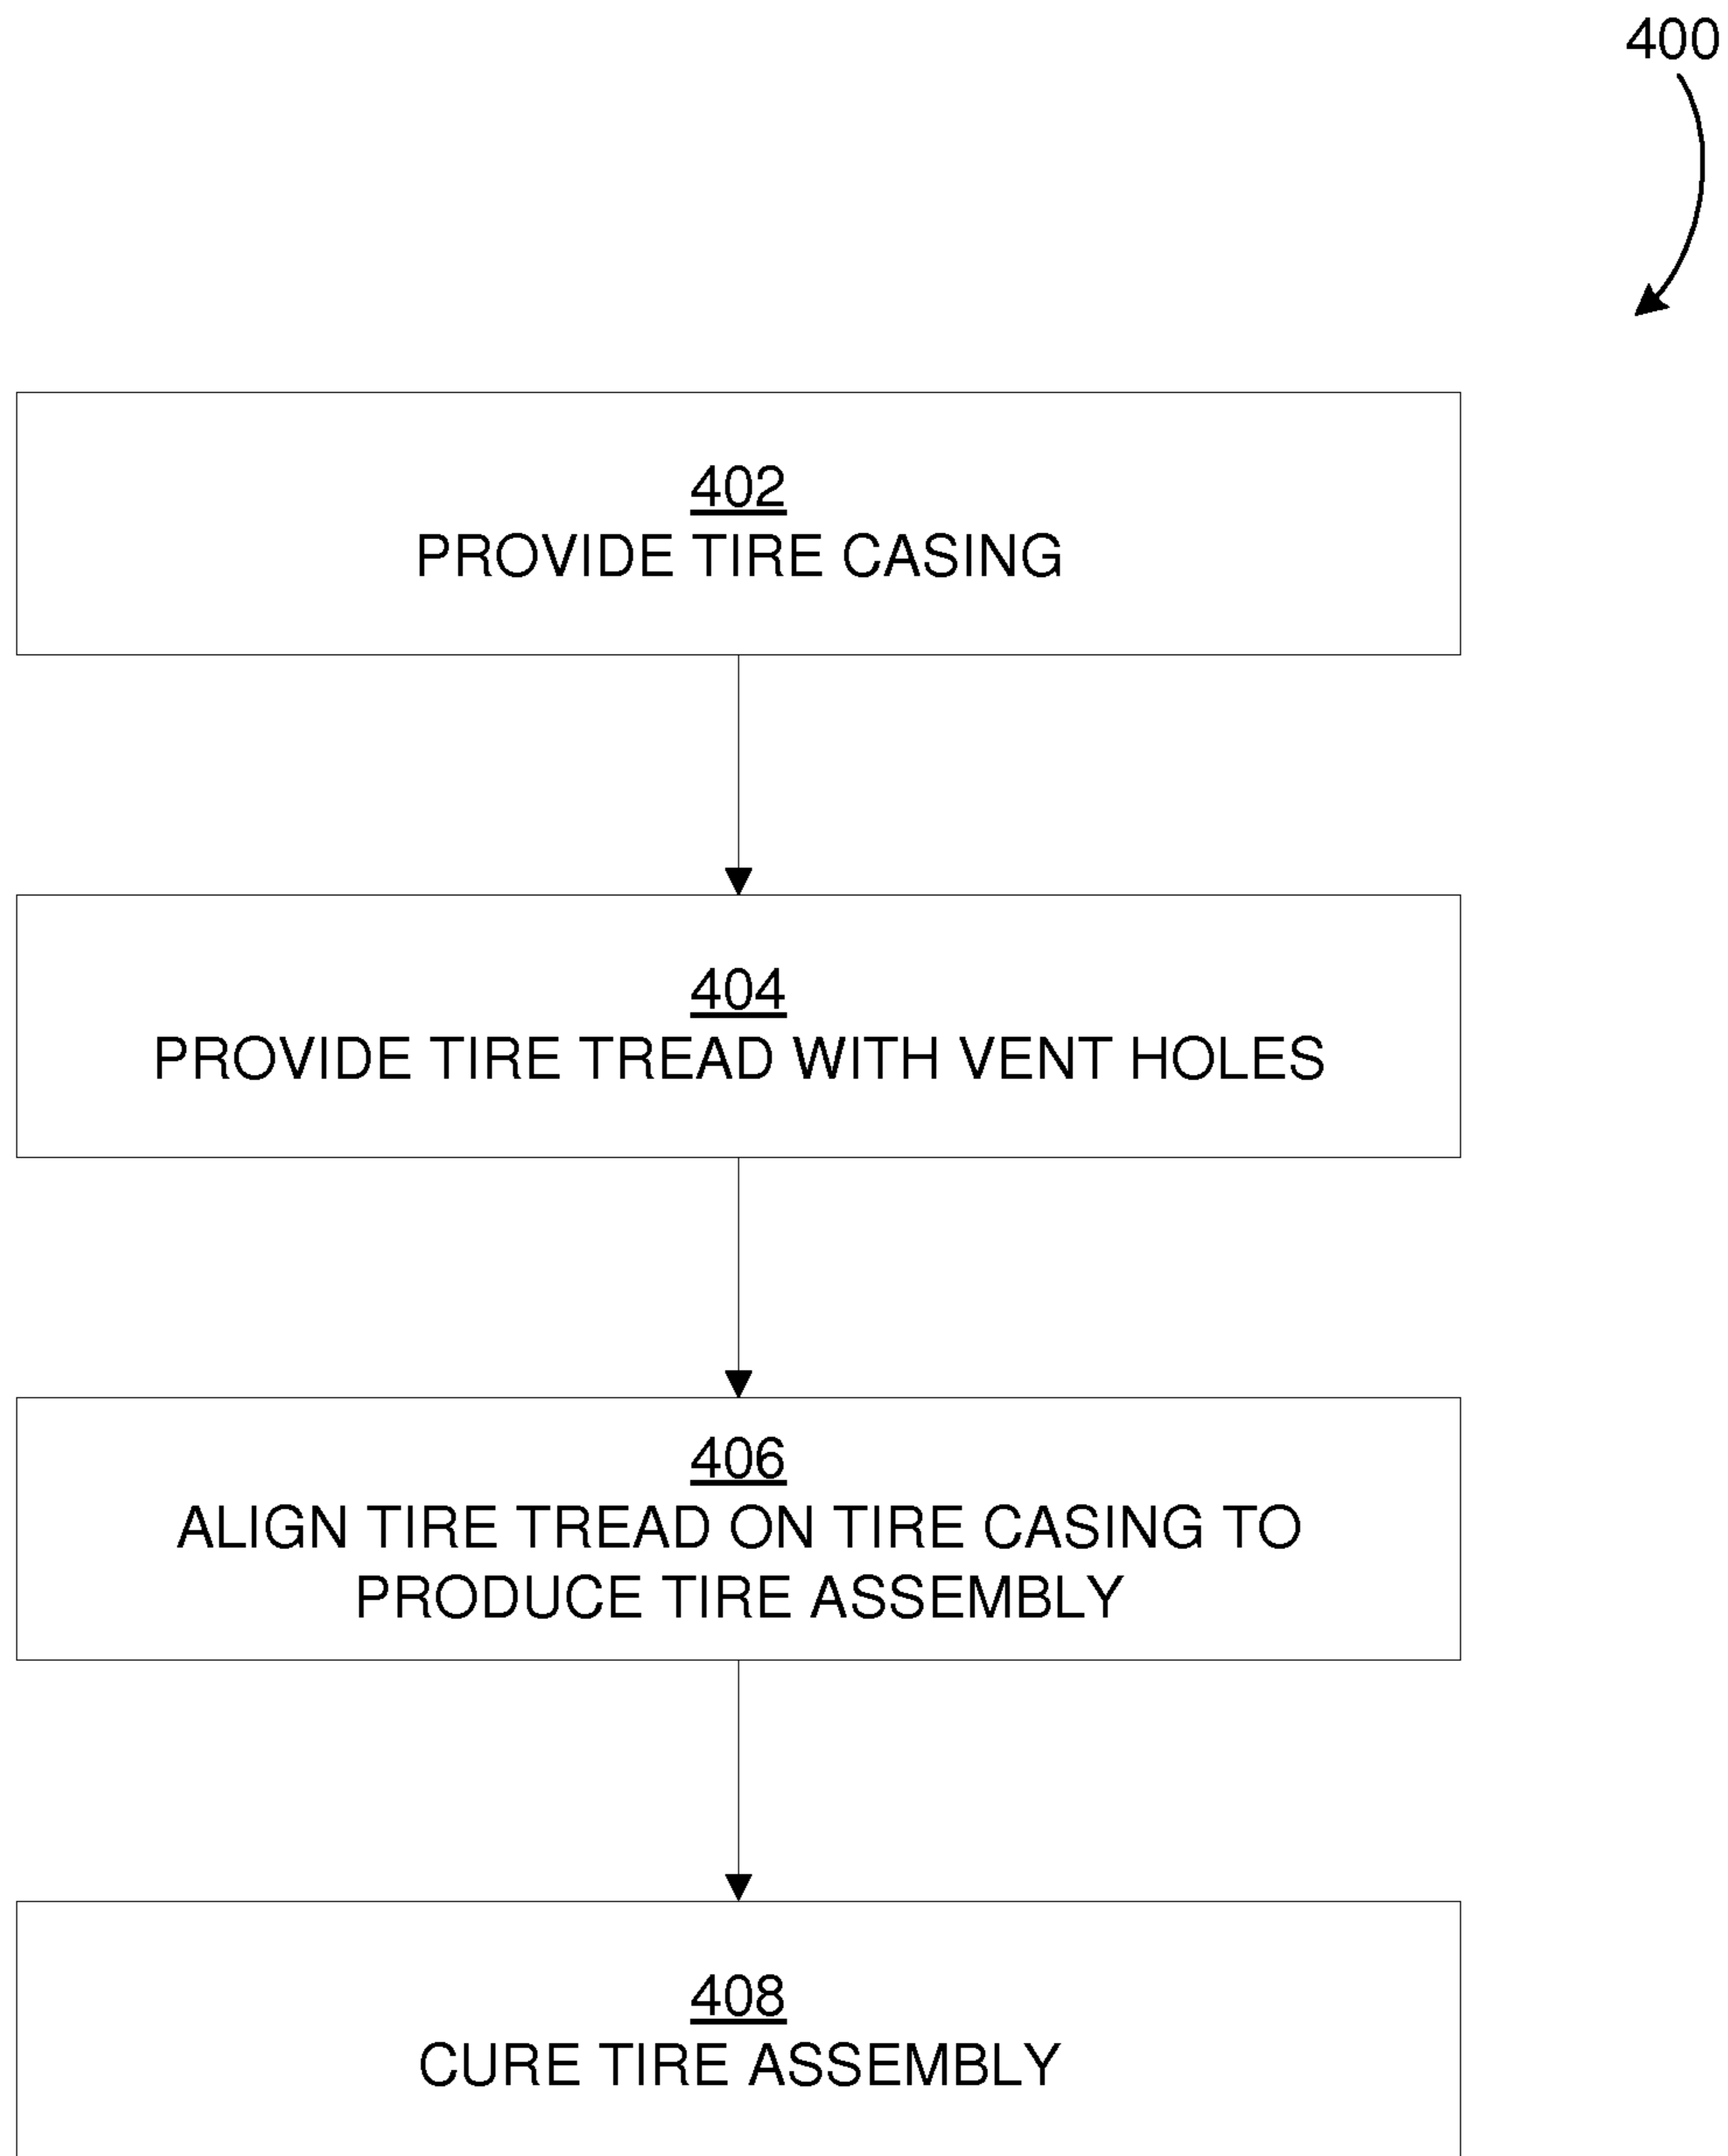 400
402
PROVIDE TIRE CASING
404
PROVIDE TIRE TREAD WITH VENT HOLES
406
ALIGN TIRE TREAD ON TIRE CASING TO
PRODUCE TIRE ASSEMBLY
408
CURE TIRE ASSEMBLY